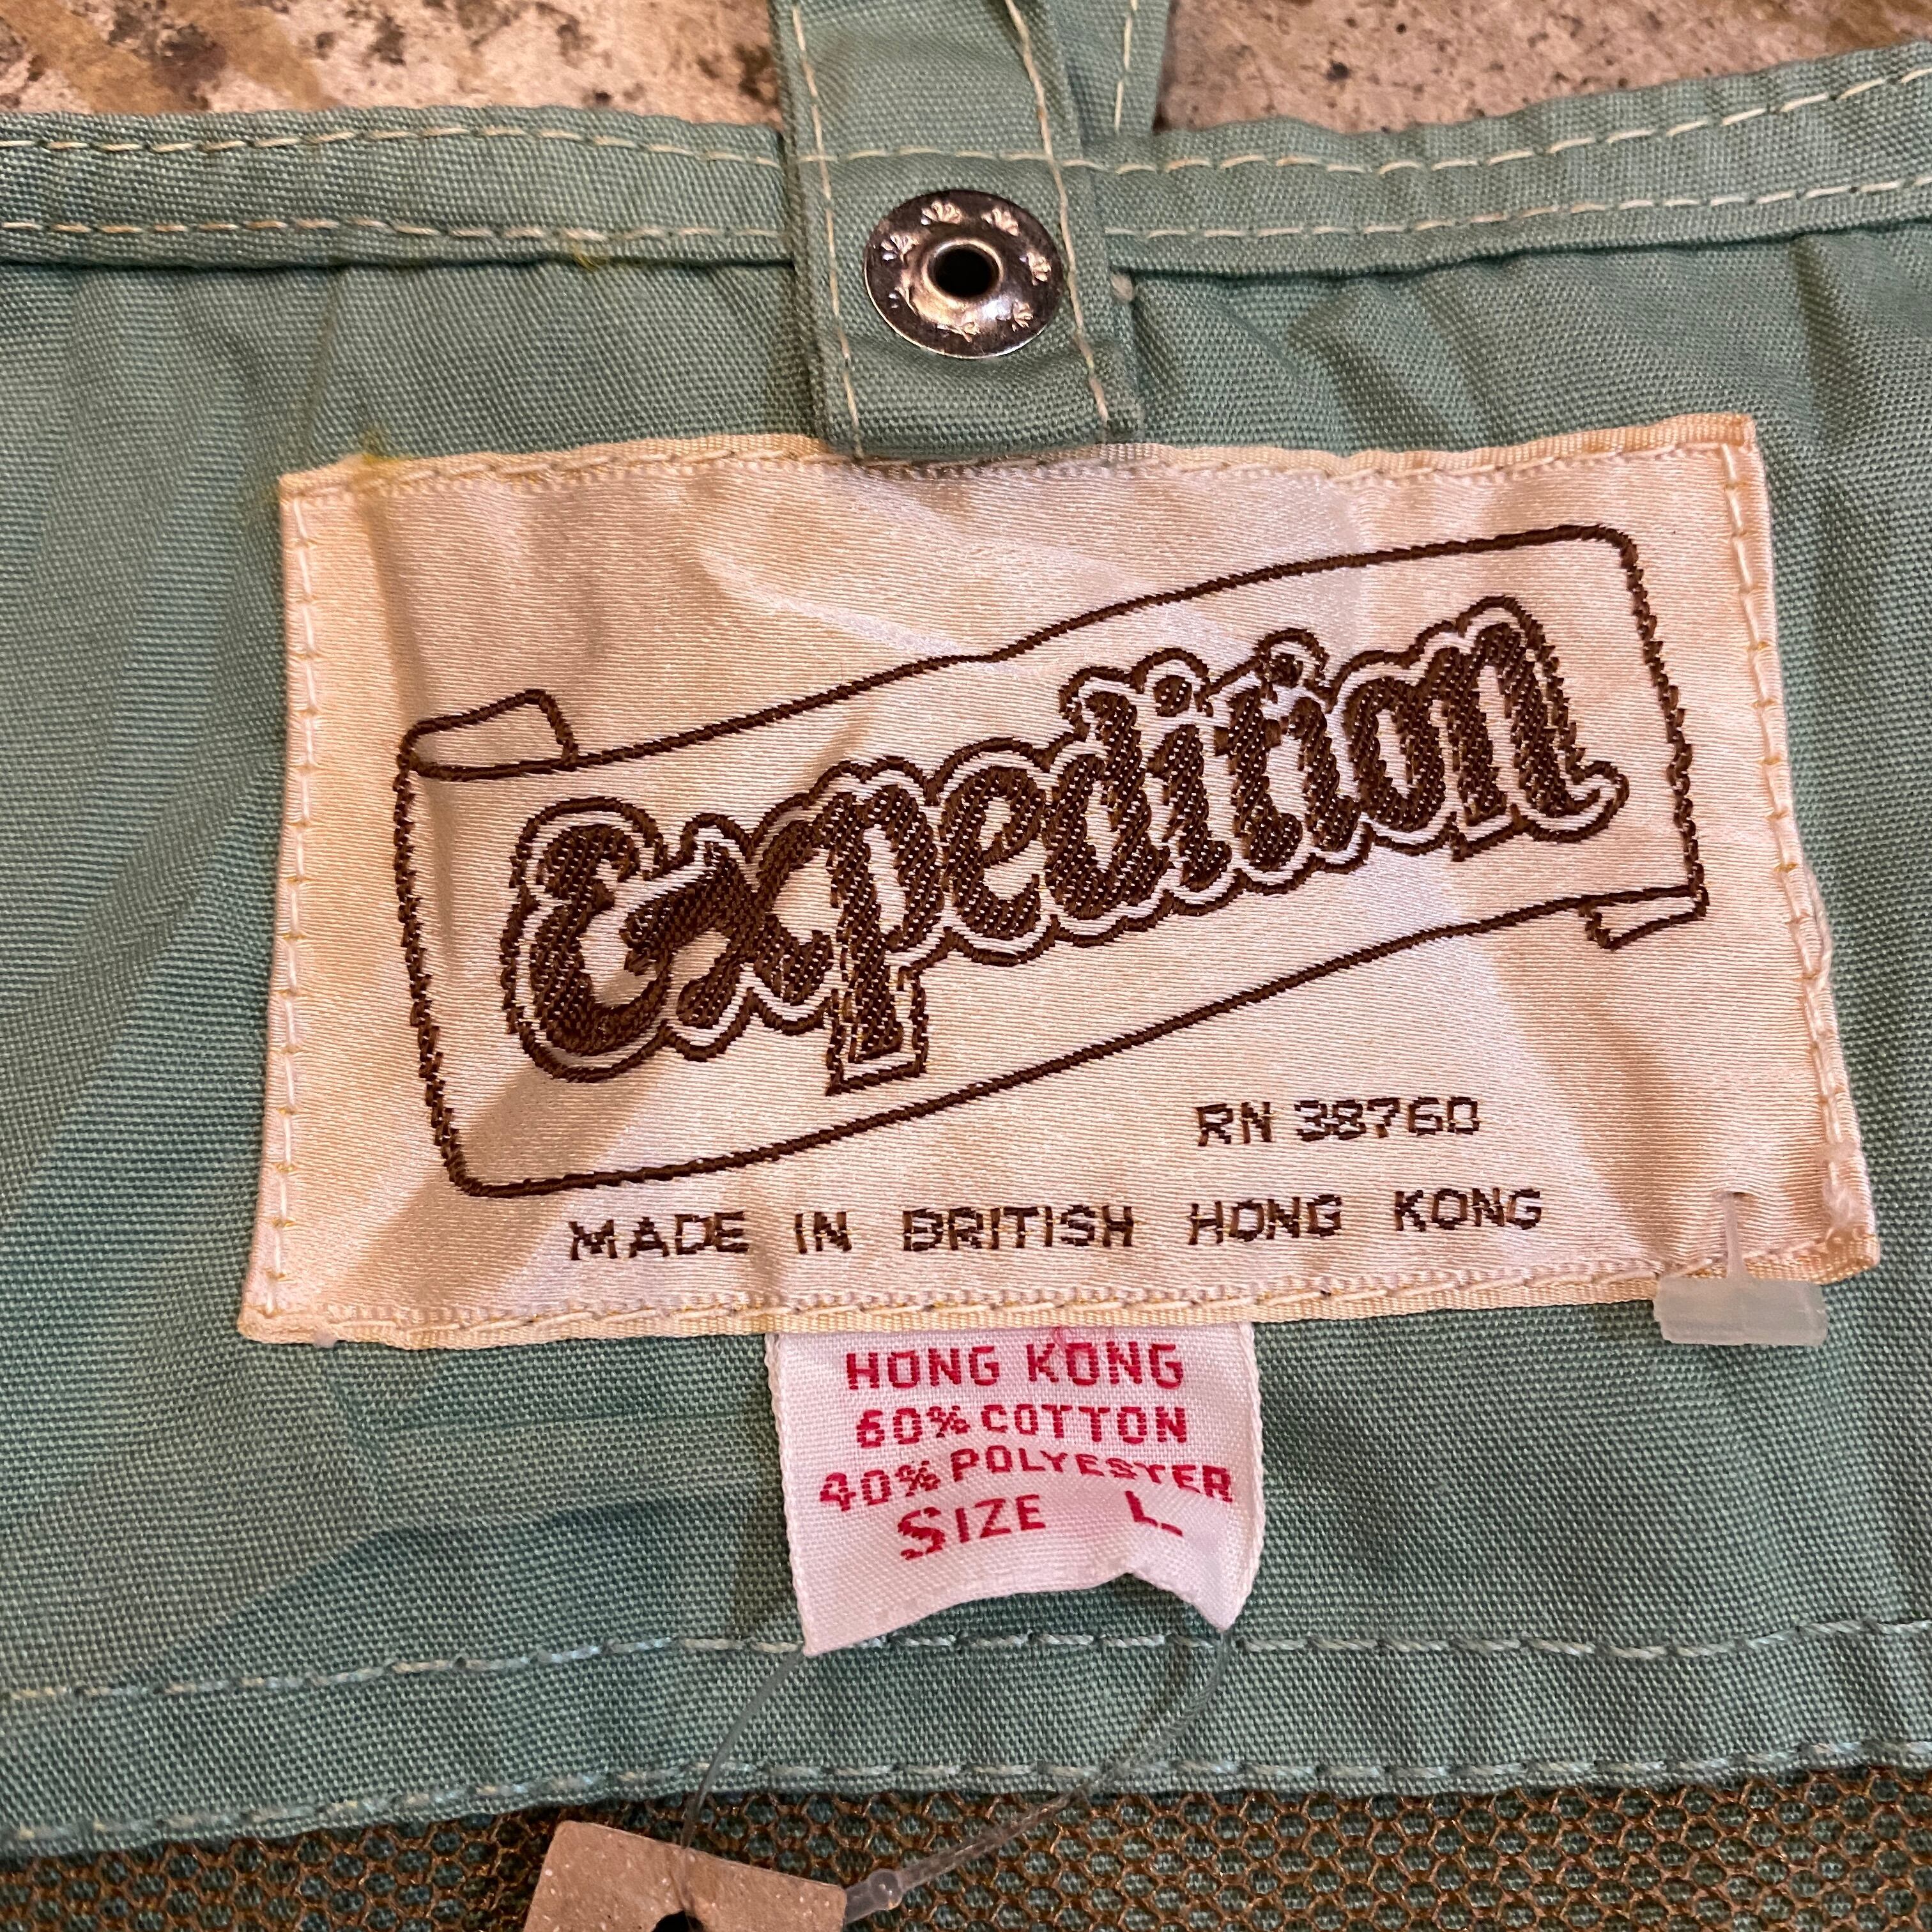 Expedition
RN 38760
MADE IN BRITISH HONG KONG
HONG KONG
60% COTTON
40% POLYESTER
SIZE L